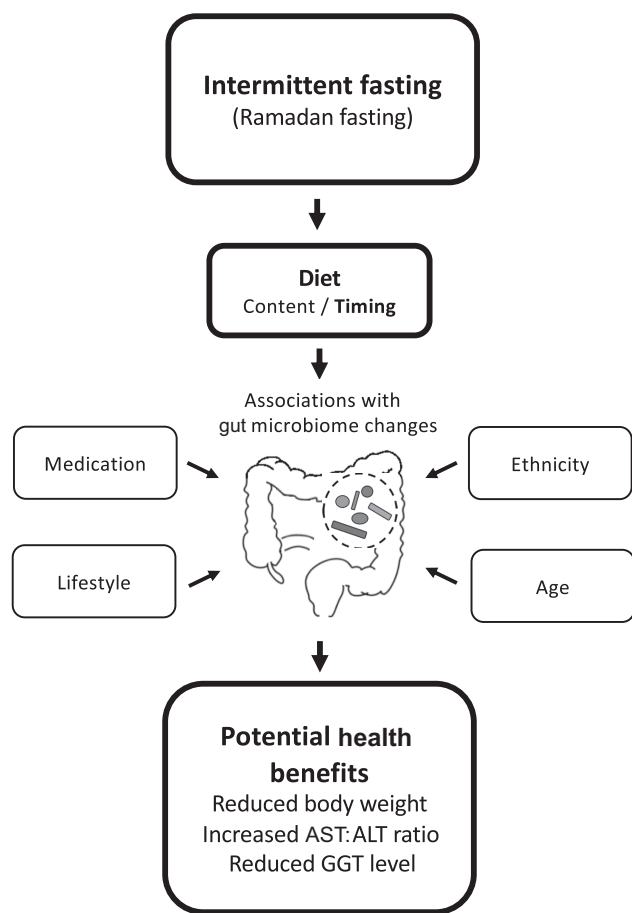 Intermittent fasting
(Ramadan fasting)
Diet
Content / Timing
Associations with
gut microbiome changes
Medication
Ethnicity
Lifestyle
Age
Potential health
benefits
Reduced body weight
Increased AST:ALT ratio
Reduced GGT level